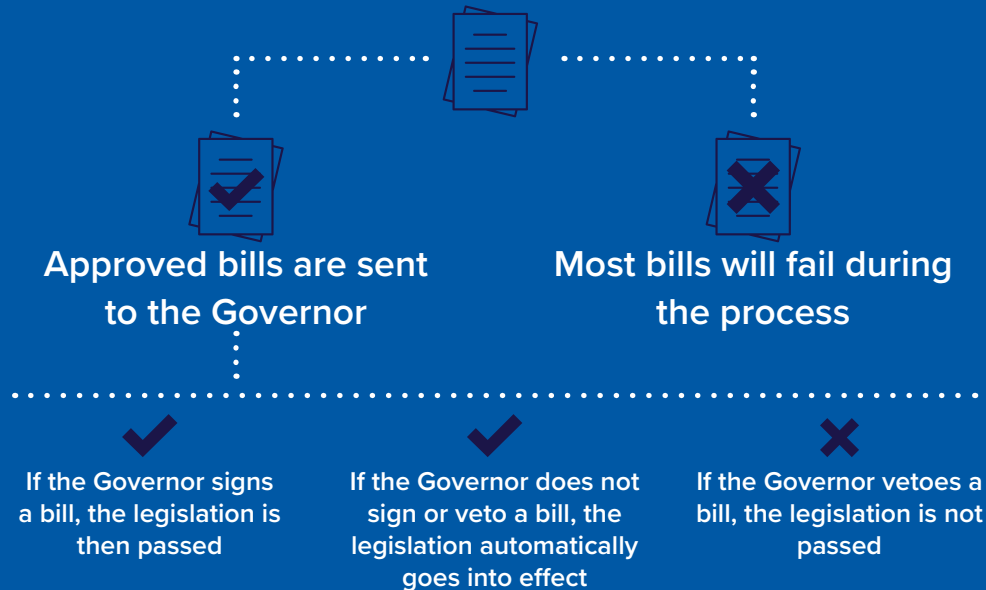 Approved bills are sent
to the Governor
Most bills will fail during
the process
If the Governor signs
a bill, the legislation is
then passed
If the Governor does not
sign or veto a bill, the
legislation automatically
goes into effect
If the Governor vetoes a
bill, the legislation is not
passed